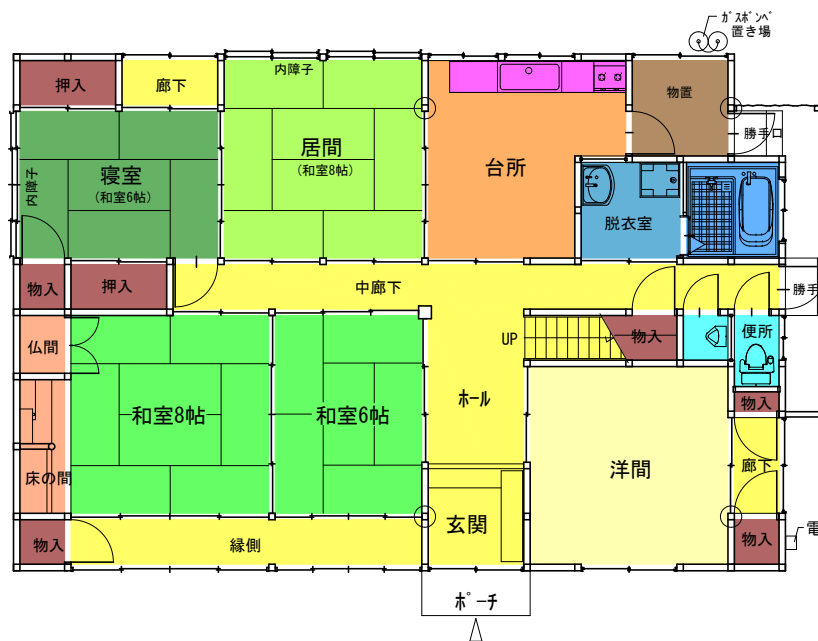 ガスボンベ
置き場
押入
廊下
内障子
居間
(和室8帖)
台所
物置
勝手口
寝室
(和室6帖)
内障子
脱衣室
物入
押入
中廊下
勝手
仏間
UP
物入
便所
和室8帖
和室6帖
ホール
物入
床の間
洋間
廊下
物入
縁側
玄関
物入
電
ポーチ